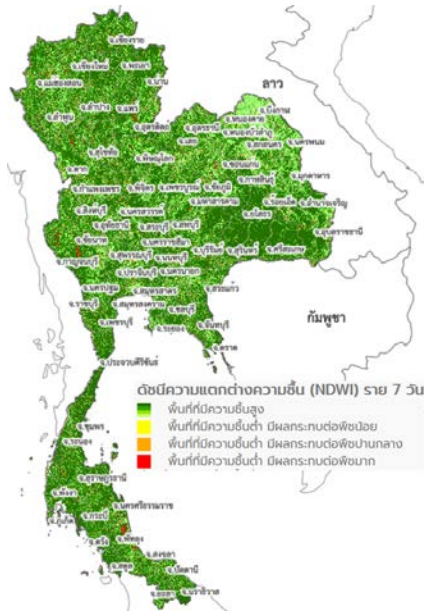 จ.เชียงราย
จ.เชียงใหม่
จ.พะเยา
จ.แม่ฮ่องสอน
จ.น่าน
จ.ลำปาง
จ.แพร่
จ.ลำพูน
ลาว
จ.บึงกาฬ
จ.หนองคาย
จ.อุตรดิตถ์
จ.อุดรธานี
จ.เลย
จ.หนองบัวลำภู
จ.สกลนคร
จ.นครพนม
จ.สุโขทัย
จ.พิษณุโลก
จ.ขอนแก่น
จ.ตาก
จ.กาฬสินธุ์
จ.มุกดาหาร
จ.กำแพงเพชร
จ.พิจิตร
จ.เพชรบูรณ์
จ.ชัยภูมิ
จ.มหาสารคาม
จ.ร้อยเอ็ด
จ.อำนาจเจริญ
จ.ยโสธร
จ.สิงห์บุรี
จ.นครสวรรค์
จ.อุทัยธานี
จ.สระบุรี
จ.ลพบุรี
จ.อุบลราชธานี
จ.ชัยนาท
จ.นครราชสีมา
จ.บุรีรัมย์
จ.สุรินทร์
จ.ศรีสะเกษ
จ.กาญจนบุรี
จ.สุพรรณบุรี
จ.นนทบุรี
จ.ปราจีนบุรี
จ.นครนายก
จ.นครปฐม
จ.สมุทรสาคร
จ.สระแก้ว
จ.ราชบุรี
จ.สมุทรสงคราม
จ.ชลบุรี
จ.เพชรบุรี
จ.ระยอง
จ.จันทบุรี
จ.ตราด
กัมพูชา
จ.ประจวบคีรีขันธ์
ดัชนีความแตกต่างความชื้น (NDWI) ราย 7 วัน
พื้นที่ที่มีความชื้นสูง
พื้นที่ที่มีความชื้นต่ำ มีผลกระทบต่อพืชน้อย
พื้นที่ที่มีความชื้นต่ำ มีผลกระทบต่อพืชปานกลาง
พื้นที่ที่มีความชื้นต่ำ มีผลกระทบต่อพืชมาก
จ.ชุมพร
จ.ระนอง
จ.สุราษฎร์ธานี
จ.พังงา
จ.นครศรีธรรมราช
จ.กระบี่
จ.ภูเก็ต
จ.ตรัง
จ.พัทลุง
จ.สงขลา
จ.สตูล
จ.ปัตตานี
จ.ยะลา
จ.นราธิวาส